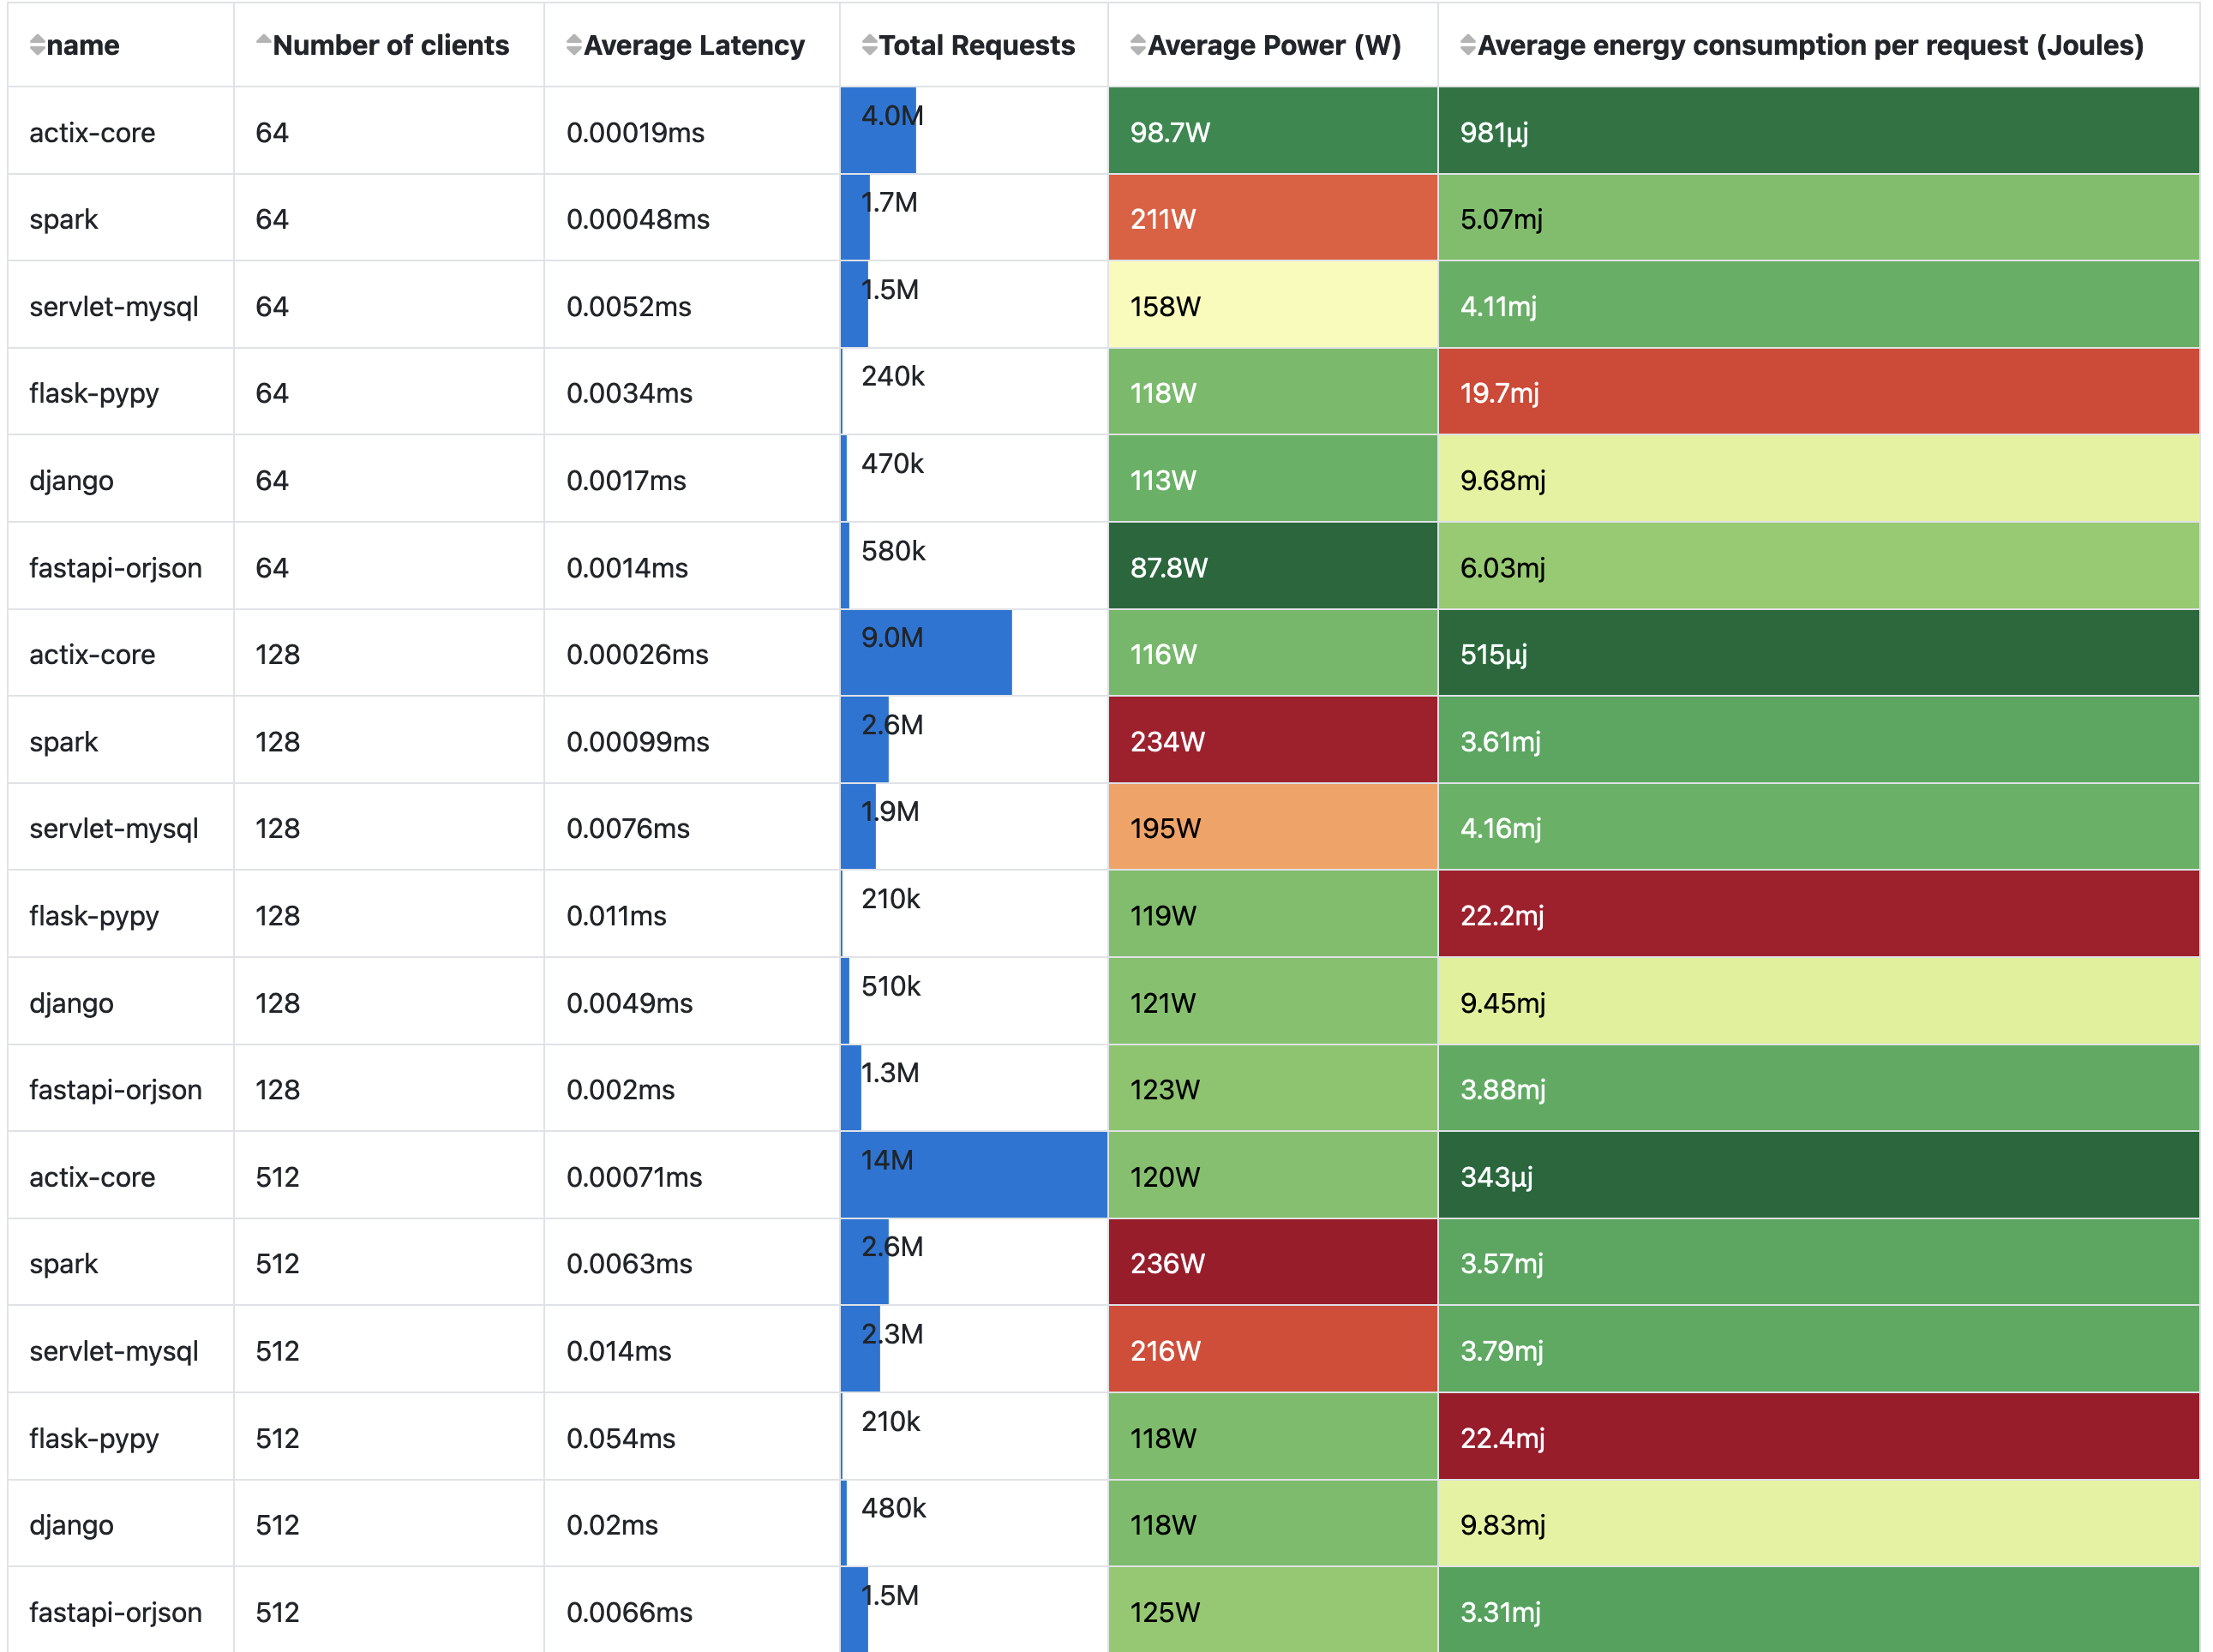 name Number of clients Average Latency Total Requests Average Power (W) Average energy consumption per request (Joules)
actix-core 64 0.00019ms 4.0M 98.7W 981µj
spark 64 0.00048ms 1.7M 211W 5.07mj
servlet-mysql 64 0.0052ms 1.5M 158W 4.11mj
flask-pypy 64 0.0034ms 240k 118W 19.7mj
django 64 0.0017ms 470k 113W 9.68mj
fastapi-orjson 64 0.0014ms 580k 87.8W 6.03mj
actix-core 128 0.00026ms 9.0M 116W 515µj
spark 128 0.00099ms 2.6M 234W 3.61mj
servlet-mysql 128 0.0076ms 1.9M 195W 4.16mj
flask-pypy 128 0.011ms 210k 119W 22.2mj
django 128 0.0049ms 510k 121W 9.45mj
fastapi-orjson 128 0.002ms 1.3M 123W 3.88mj
actix-core 512 0.00071ms 14M 120W 343µj
spark 512 0.0063ms 2.6M 236W 3.57mj
servlet-mysql 512 0.014ms 2.3M 216W 3.79mj
flask-pypy 512 0.054ms 210k 118W 22.4mj
django 512 0.02ms 480k 118W 9.83mj
fastapi-orjson 512 0.0066ms 1.5M 125W 3.31mj